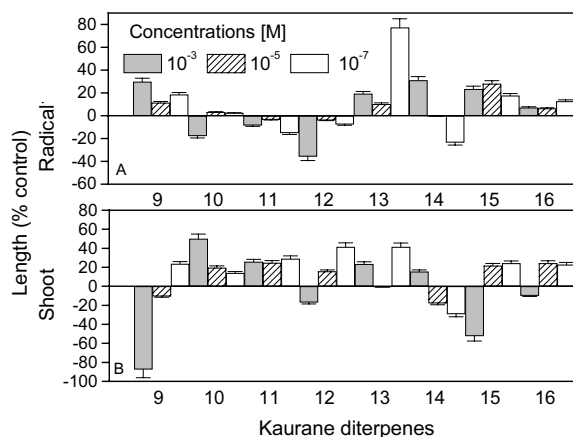 Concentrations [M]
10⁻³ 10⁻⁵ 10⁻⁷
80
60
40
20
0
-20
-40
-60
A
9 10 11 12 13 14 15 16
Length (% control)
Radical
Shoot
80
60
40
20
0
-20
-40
-60
-80
-100
B
9 10 11 12 13 14 15 16
Kaurane diterpenes